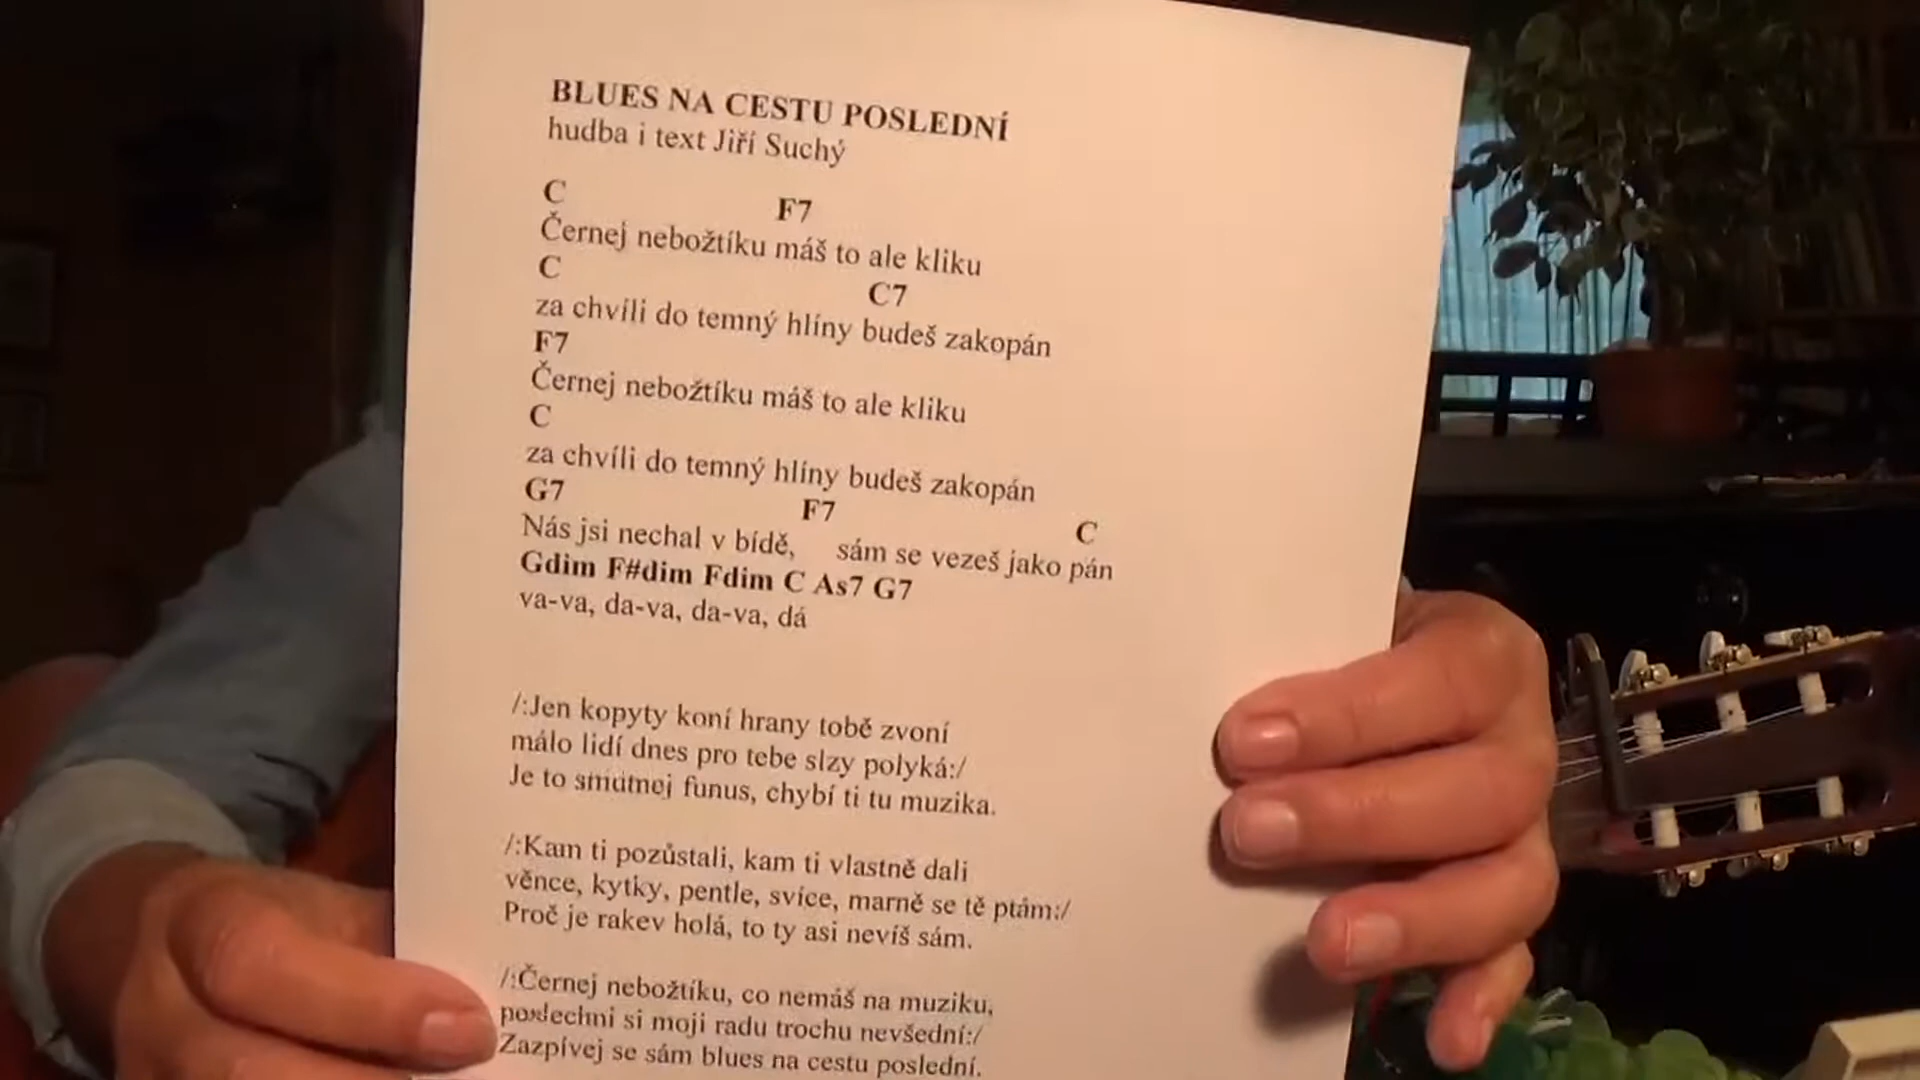 BLUES NA CESTU POSLEDNÍ
hudba i text Jiří Suchý
C F7
Černej nebožtíku máš to ale kliku
C C7
za chvíli do temný hlíny budeš zakopán
F7
Černej nebožtíku máš to ale kliku
C
za chvíli do temný hlíny budeš zakopán
G7 F7 C
Nás jsi nechal v bídě, sám se vezeš jako pán
Gdim F#dim Fdim C As7 G7
va-va, da-va, da-va, dá
/:Jen kopyty koní hrany tobě zvoní
málo lidí dnes pro tebe slzy polyká:/
Je to smutnej funus, chybí ti tu muzika.
/:Kam ti pozůstali, kam ti vlastně dali
věnce, kytky, pentle, svíce, marně se tě ptám:/
Proč je rakev holá, to ty asi nevíš sám.
/:Černej nebožtíku, co nemáš na muziku,
poslechni si moji radu trochu nevšední:/
Zazpívej se sám blues na cestu poslední.